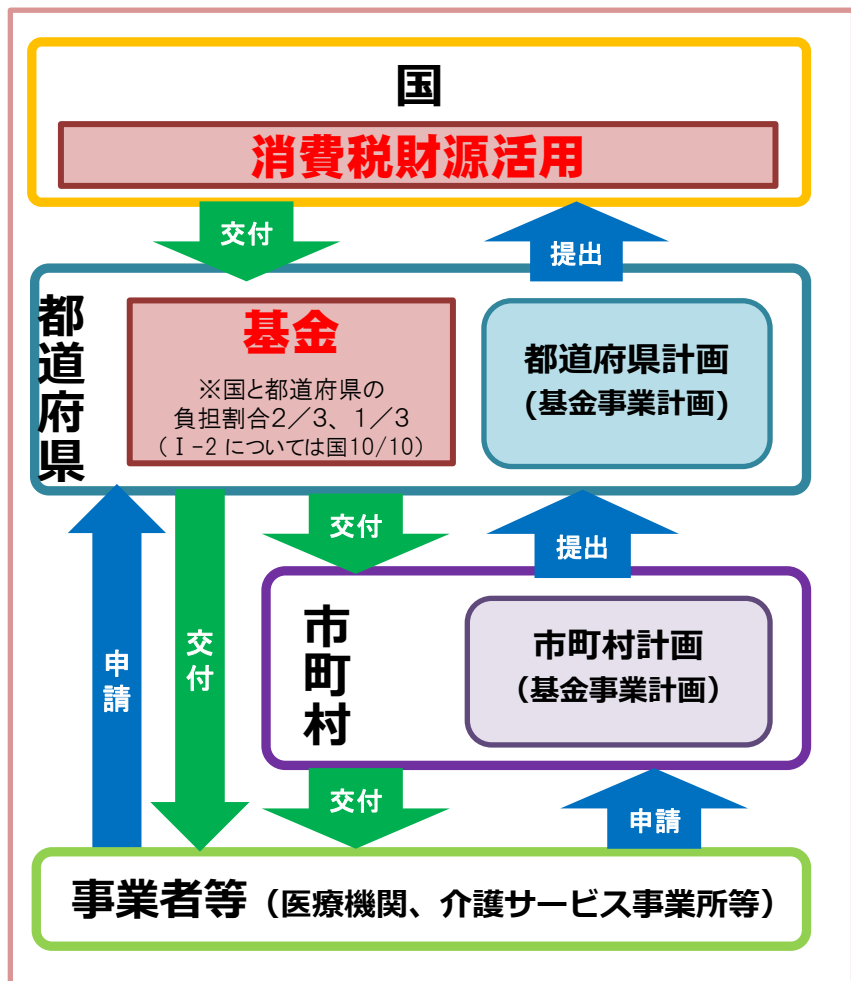 国
消費税財源活用
交付
提出
都道府県
基金
※国と都道府県の
負担割合2/3、1/3
(Ⅰ-2については国10/10)
都道府県計画
(基金事業計画)
交付
提出
申請
交付
市町村
市町村計画
(基金事業計画)
交付
申請
事業者等(医療機関、介護サービス事業所等)